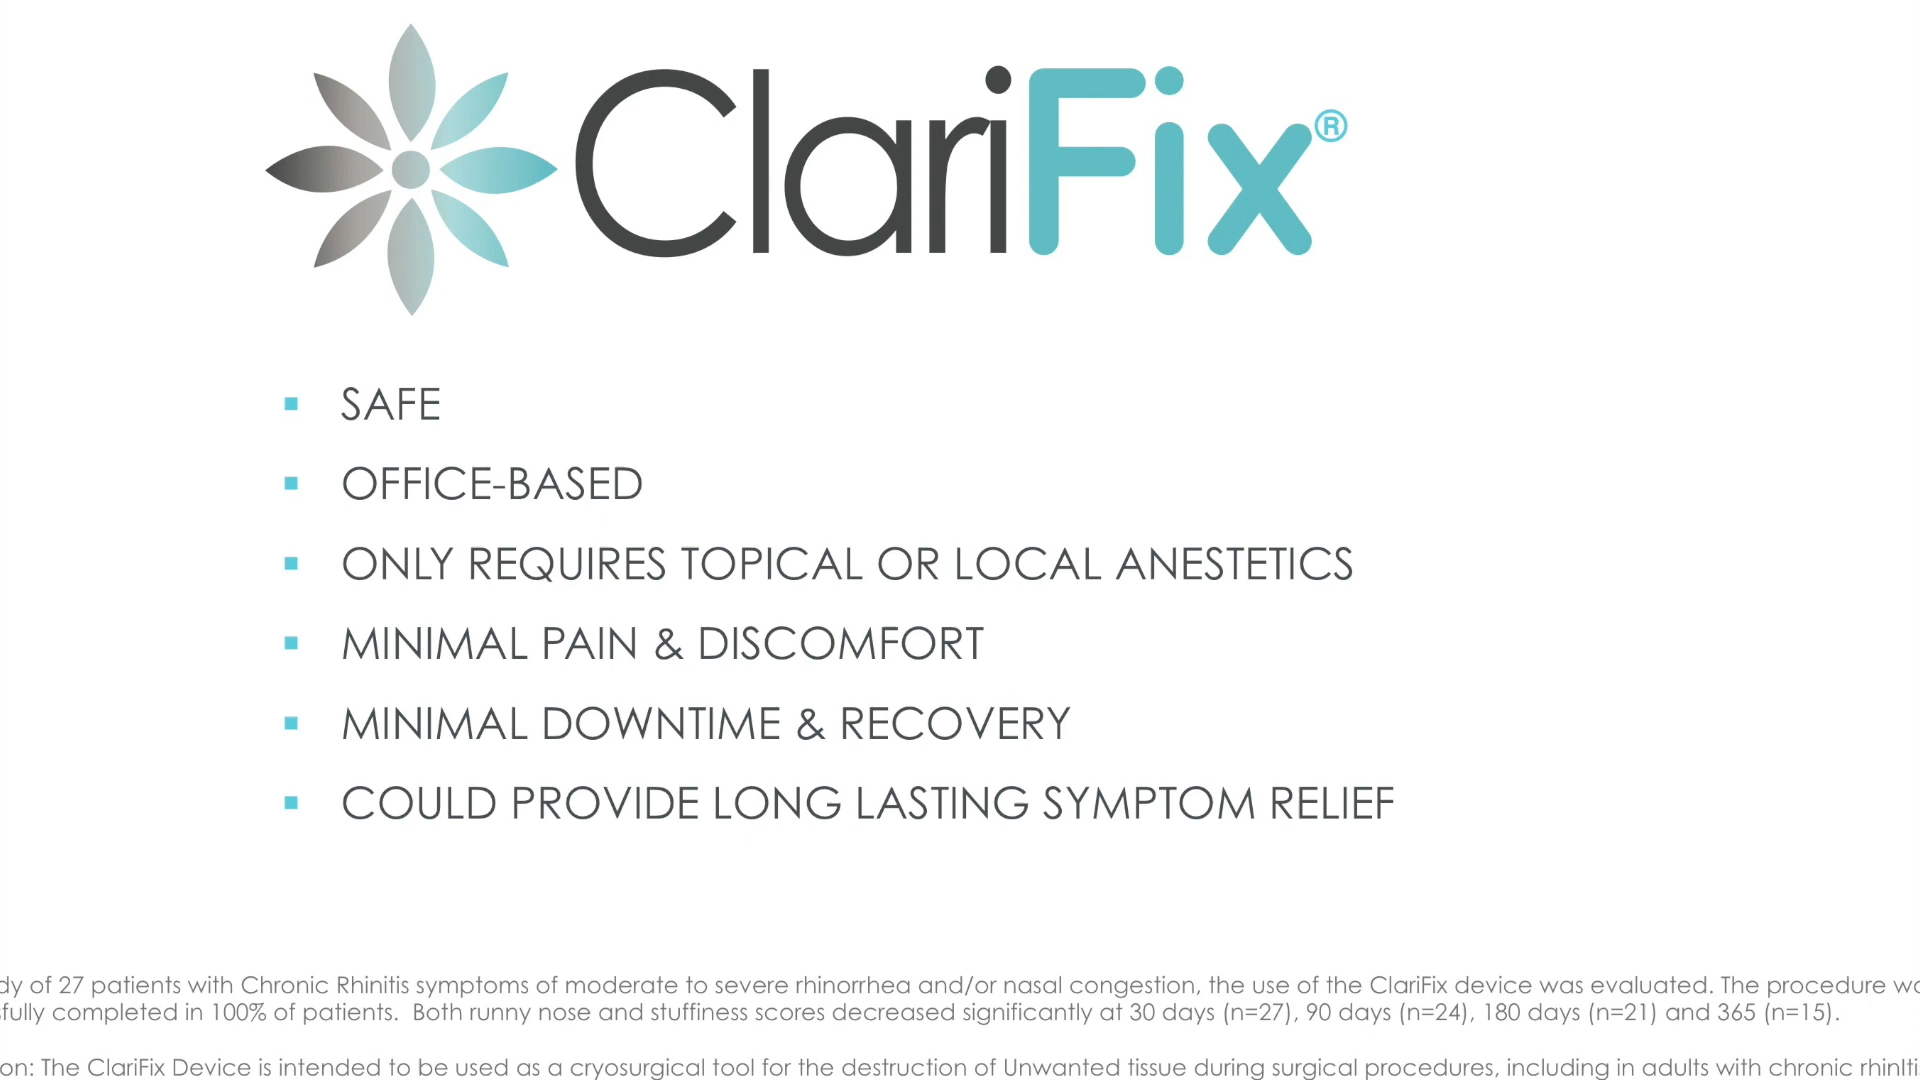 ClariFix®
▪ SAFE
▪ OFFICE-BASED
▪ ONLY REQUIRES TOPICAL OR LOCAL ANESTETICS
▪ MINIMAL PAIN & DISCOMFORT
▪ MINIMAL DOWNTIME & RECOVERY
▪ COULD PROVIDE LONG LASTING SYMPTOM RELIEF
of 27 patients with Chronic Rhinitis symptoms of moderate to severe rhinorrhea and/or nasal congestion, the use of the ClariFix device was evaluated. The procedure
completed in 100% of patients. Both runny nose and stuffiness scores decreased significantly at 30 days (n=27), 90 days (n=24), 180 days (n=21) and 365 (n=15).
The ClariFix Device is intended to be used as a cryosurgical tool for the destruction of Unwanted tissue during surgical procedures, including in adults with chronic